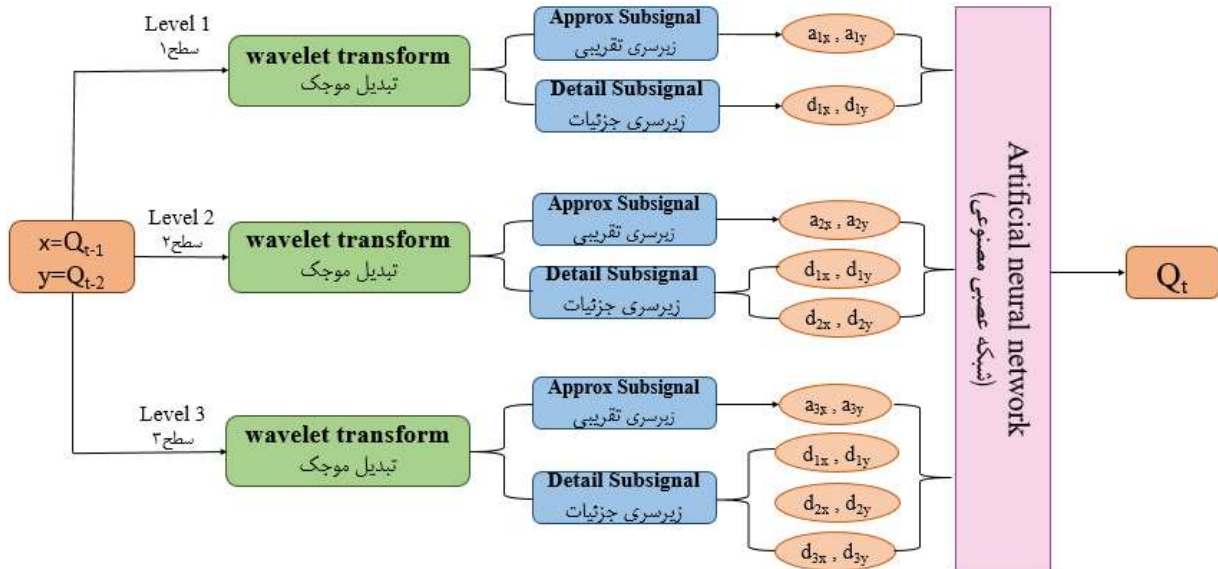 x=Qt-1
y=Qt-2
Level 1
سطح۱
wavelet transform
تبدیل موجک
Approx Subsignal
زیرسری تقریبی
a1x , a1y
Detail Subsignal
زیرسری جزئیات
d1x , d1y
Level 2
سطح۲
wavelet transform
تبدیل موجک
Approx Subsignal
زیرسری تقریبی
a2x , a2y
Detail Subsignal
زیرسری جزئیات
d1x , d1y
d2x , d2y
Level 3
سطح۳
wavelet transform
تبدیل موجک
Approx Subsignal
زیرسری تقریبی
a3x , a3y
Detail Subsignal
زیرسری جزئیات
d1x , d1y
d2x , d2y
d3x , d3y
Artificial neural network
(شبکه عصبی مصنوعی)
Qt